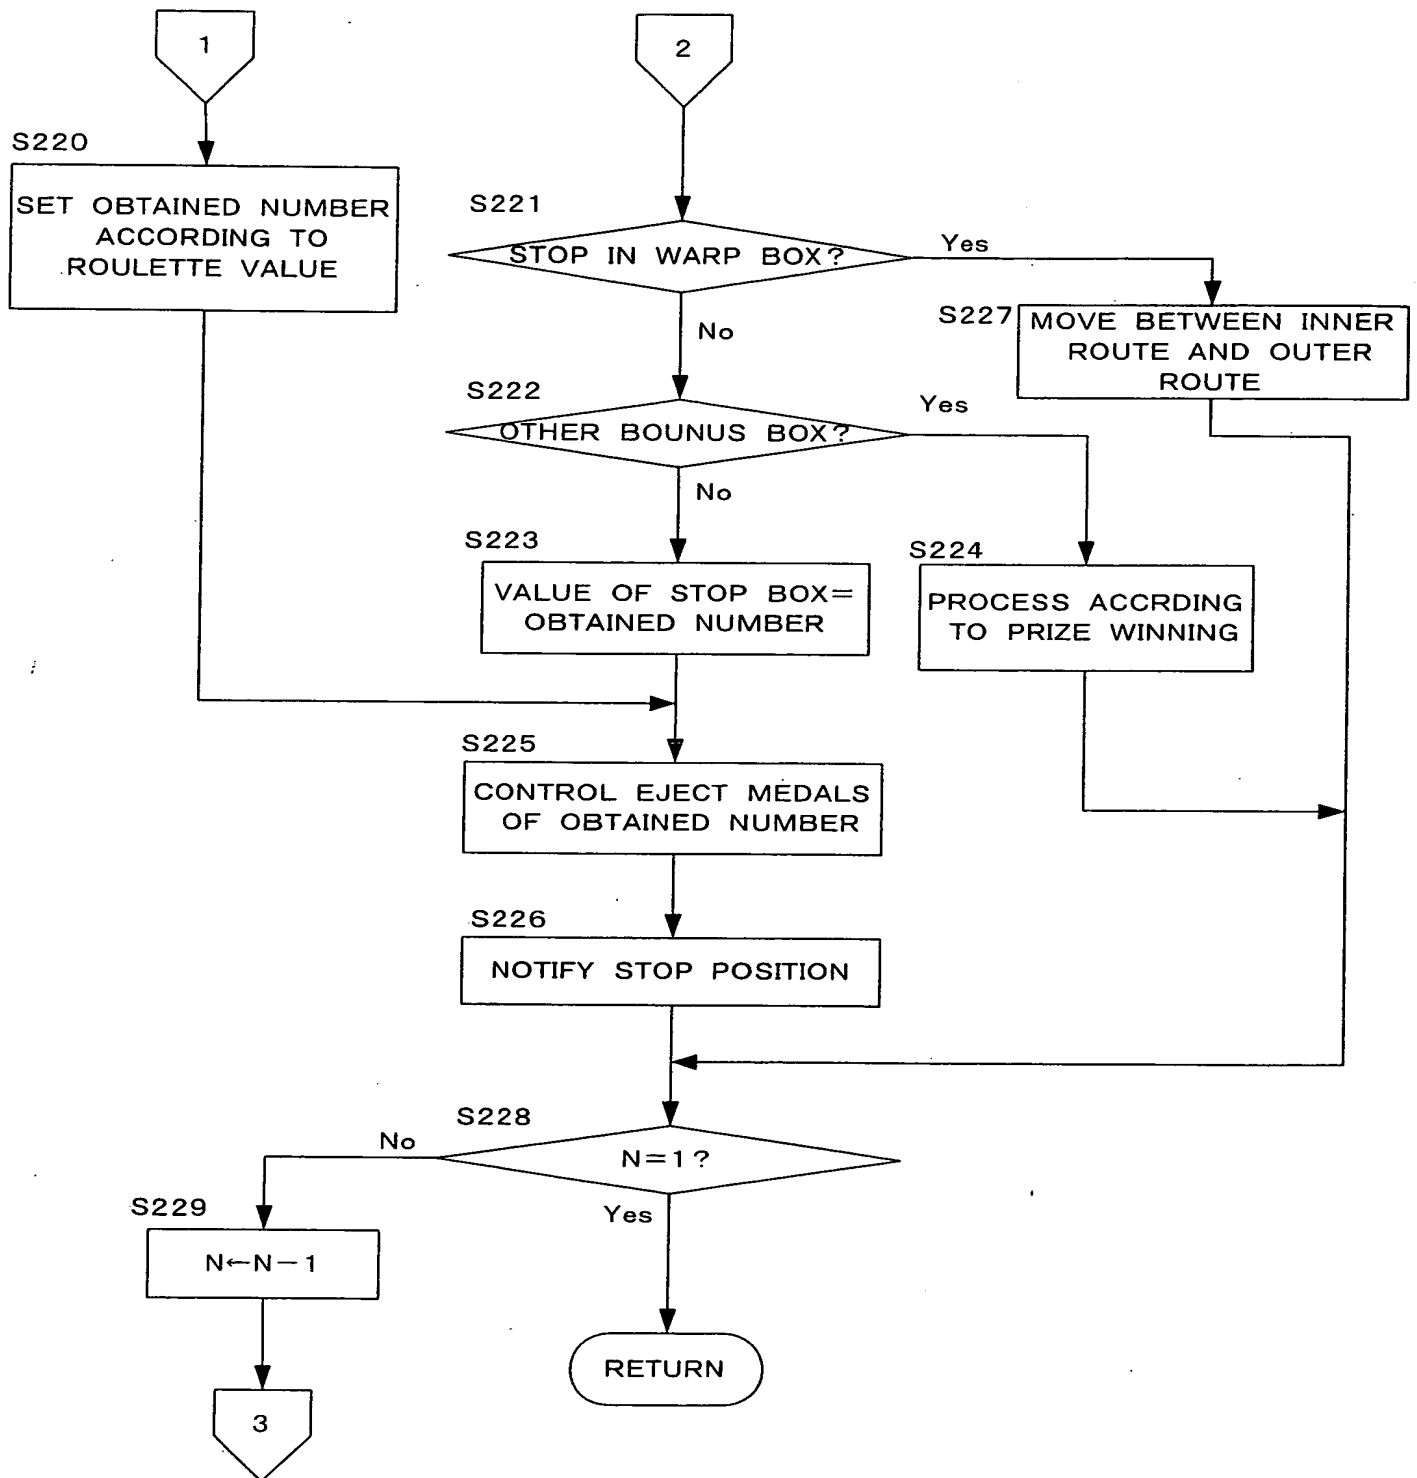 1
2
S220
SET OBTAINED NUMBER
ACCORDING TO
ROULETTE VALUE
S221
STOP IN WARP BOX?
Yes
No
S227
MOVE BETWEEN INNER
ROUTE AND OUTER
ROUTE
S222
OTHER BOUNUS BOX?
Yes
No
S223
VALUE OF STOP BOX=
OBTAINED NUMBER
S224
PROCESS ACCRDING
TO PRIZE WINNING
S225
CONTROL EJECT MEDALS
OF OBTAINED NUMBER
S226
NOTIFY STOP POSITION
S228
N=1?
No
Yes
S229
N←N-1
RETURN
3